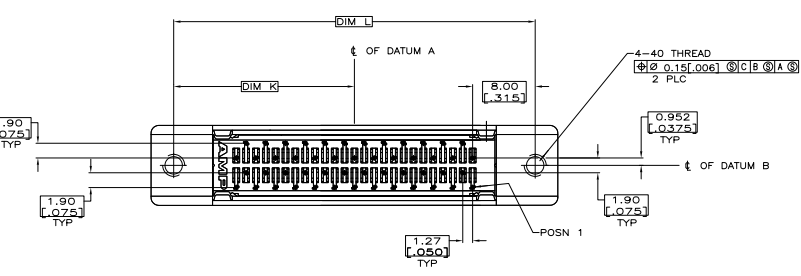 DIM L
℄ OF DATUM A
4-40 THREAD
⌖ Ø 0.15[.006] Ⓢ C B Ⓢ A Ⓢ
2 PLC
DIM K
8.00
[.315]
.90
.075]
TYP
0.952
[.0375]
TYP
AMP
℄ OF DATUM B
1.90
[.075]
TYP
1.90
[.075]
TYP
POSN 1
1.27
[.050]
TYP